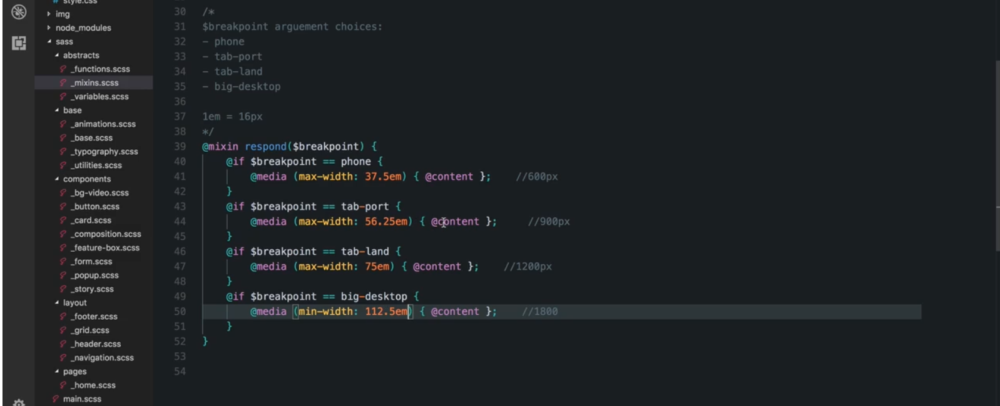 style.css
img
node_modules
sass
abstracts
_functions.scss
_mixins.scss
_variables.scss
base
_animations.scss
_base.scss
_typography.scss
_utilities.scss
components
_bg-video.scss
_button.scss
_card.scss
_composition.scss
_feature-box.scss
_form.scss
_popup.scss
_story.scss
layout
_footer.scss
_grid.scss
_header.scss
_navigation.scss
pages
_home.scss
main.scss
30 /*
31 $breakpoint arguement choices:
32 - phone
33 - tab-port
34 - tab-land
35 - big-desktop
36
37 1em = 16px
38 */
39 @mixin respond($breakpoint) {
40 @if $breakpoint == phone {
41 @media (max-width: 37.5em) { @content }; //600px
42 }
43 @if $breakpoint == tab-port {
44 @media (max-width: 56.25em) { @content }; //900px
45 }
46 @if $breakpoint == tab-land {
47 @media (max-width: 75em) { @content }; //1200px
48 }
49 @if $breakpoint == big-desktop {
50 @media (min-width: 112.5em) { @content }; //1800
51 }
52 }
53
54